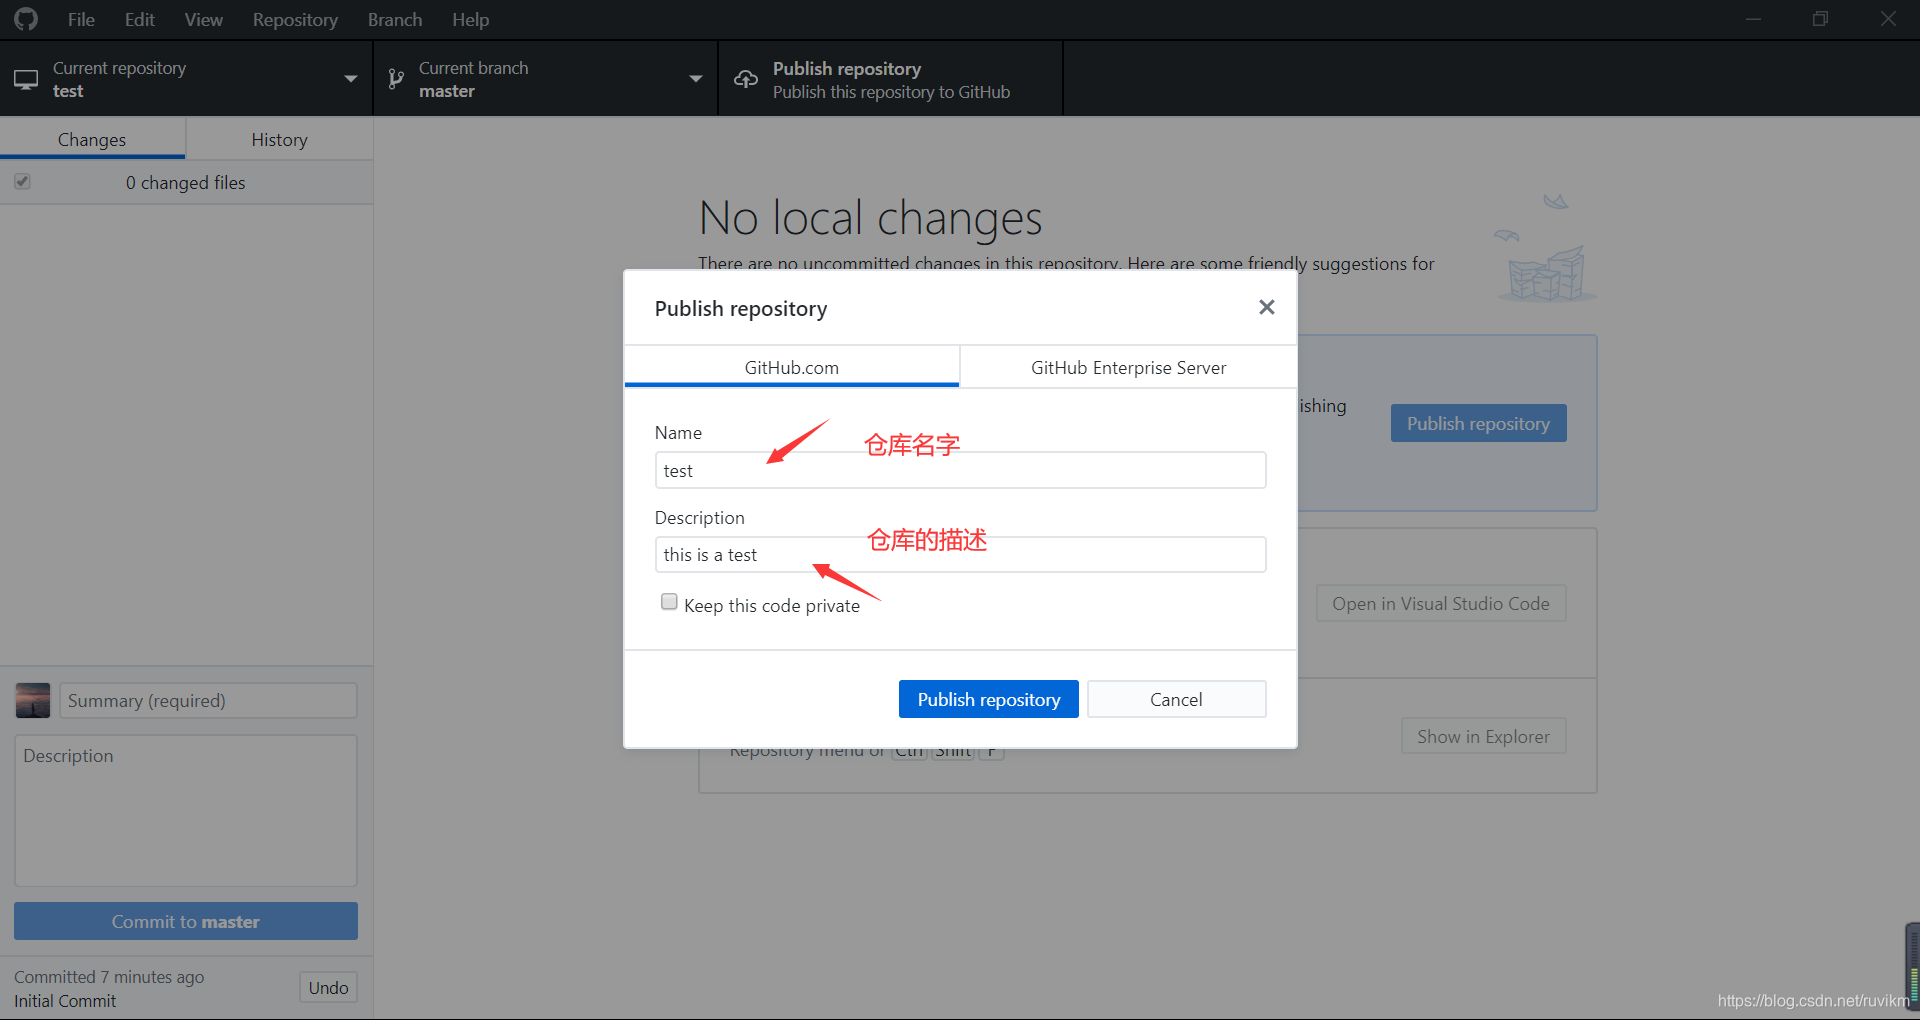 File Edit View Repository Branch Help
Current repository
test
Current branch
master
Publish repository
Publish this repository to GitHub
Changes History
0 changed files
No local changes
There are no uncommitted changes in this repository. Here are some friendly suggestions for
Publish repository
GitHub.com GitHub Enterprise Server
ishing
Publish repository
Name
仓库名字
test
Description
仓库的描述
this is a test
Keep this code private
Open in Visual Studio Code
Publish repository Cancel
Repository menu or Ctrl Shift F
Show in Explorer
Summary (required)
Description
Commit to master
Committed 7 minutes ago
Initial Commit
Undo
https://blog.csdn.net/ruvikm